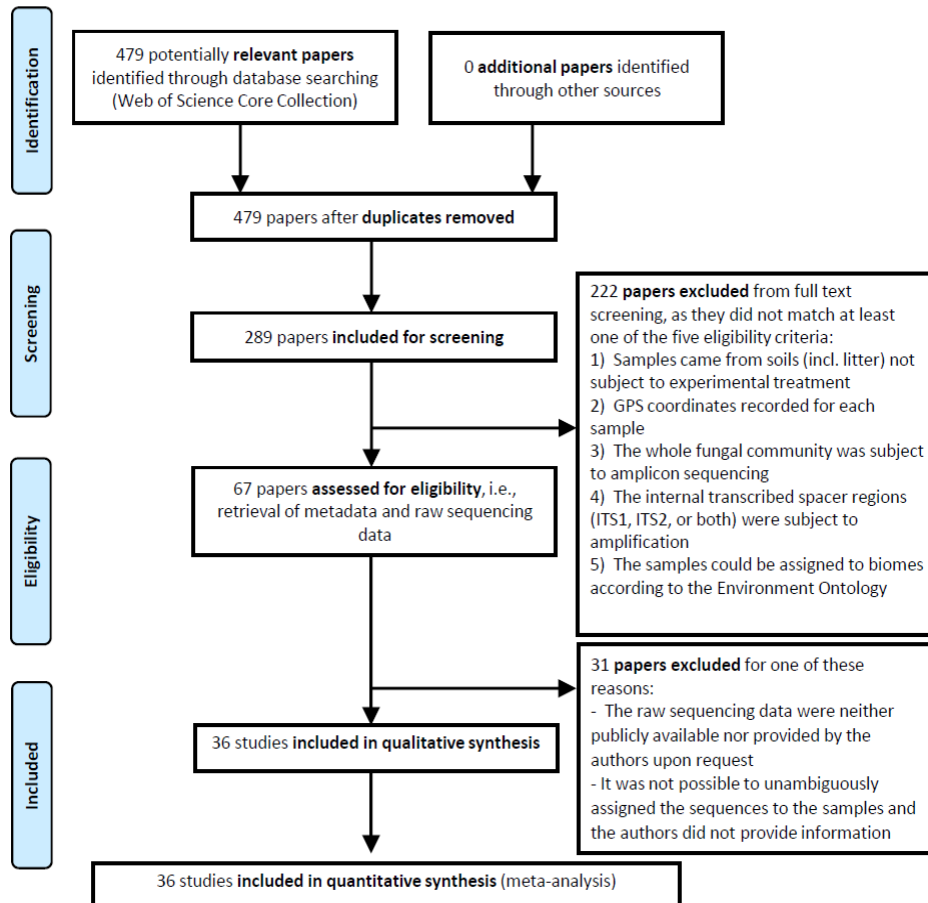 Identification
479 potentially relevant papers
identified through database searching
(Web of Science Core Collection)
0 additional papers identified
through other sources
479 papers after duplicates removed
Screening
289 papers included for screening
222 papers excluded from full text
screening, as they did not match at least
one of the five eligibility criteria:
1) Samples came from soils (incl. litter) not
subject to experimental treatment
2) GPS coordinates recorded for each
sample
3) The whole fungal community was subject
to amplicon sequencing
4) The internal transcribed spacer regions
(ITS1, ITS2, or both) were subject to
amplification
5) The samples could be assigned to biomes
according to the Environment Ontology
Eligibility
67 papers assessed for eligibility, i.e.,
retrieval of metadata and raw sequencing
data
31 papers excluded for one of these
reasons:
- The raw sequencing data were neither
publicly available nor provided by the
authors upon request
- It was not possible to unambiguously
assigned the sequences to the samples and
the authors did not provide information
Included
36 studies included in qualitative synthesis
36 studies included in quantitative synthesis (meta-analysis)